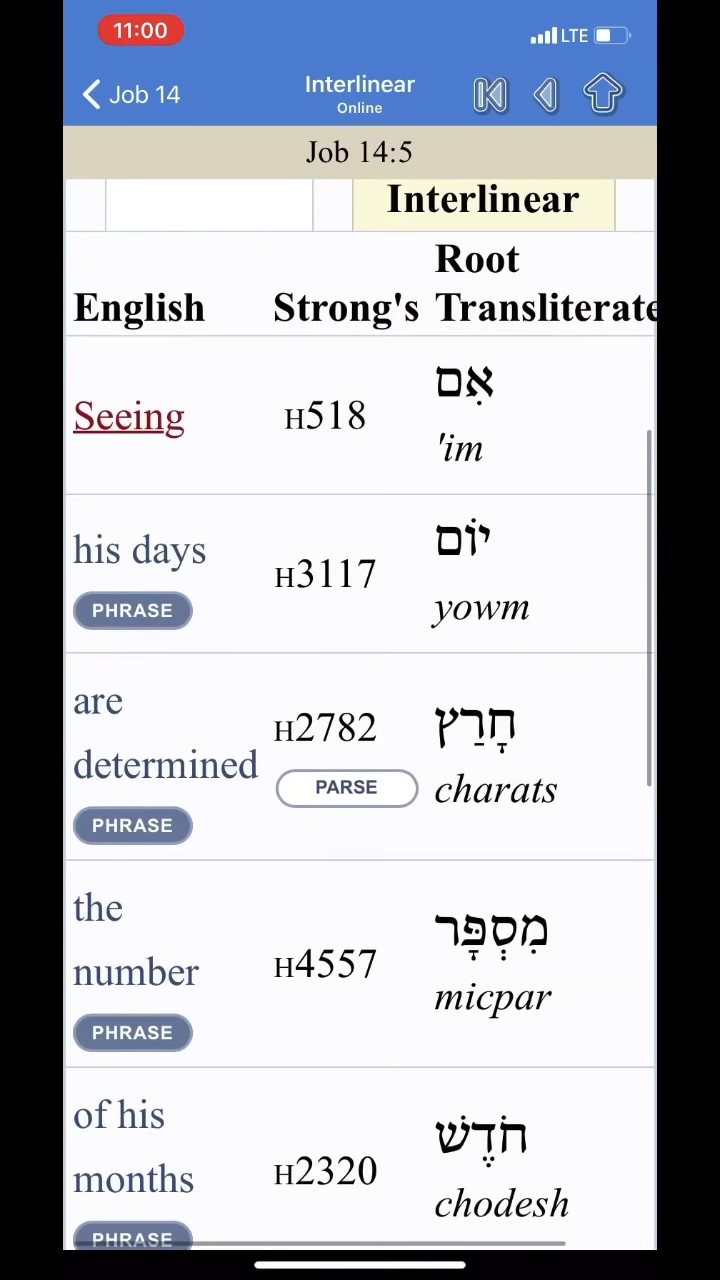 11:00
LTE
Job 14
Interlinear
Online
Job 14:5
Interlinear
English
Strong's
Root
Transliterate
Seeing
H518
אִם
'im
his days
PHRASE
H3117
יוֹם
yowm
are
determined
PHRASE
H2782
PARSE
חָרַץ
charats
the
number
PHRASE
H4557
מִסְפָּר
micpar
of his
months
PHRASE
H2320
חֹדֶשׁ
chodesh